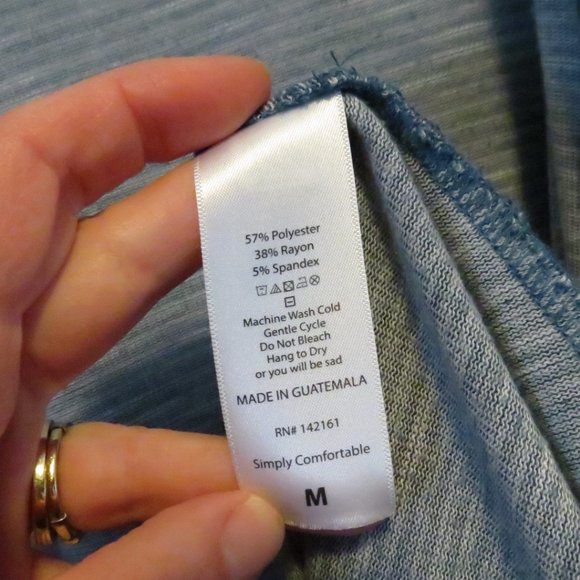 57% Polyester
38% Rayon
5% Spandex
Machine Wash Cold
Gentle Cycle
Do Not Bleach
Hang to Dry
or you will be sad
MADE IN GUATEMALA
RN# 142161
Simply Comfortable
M